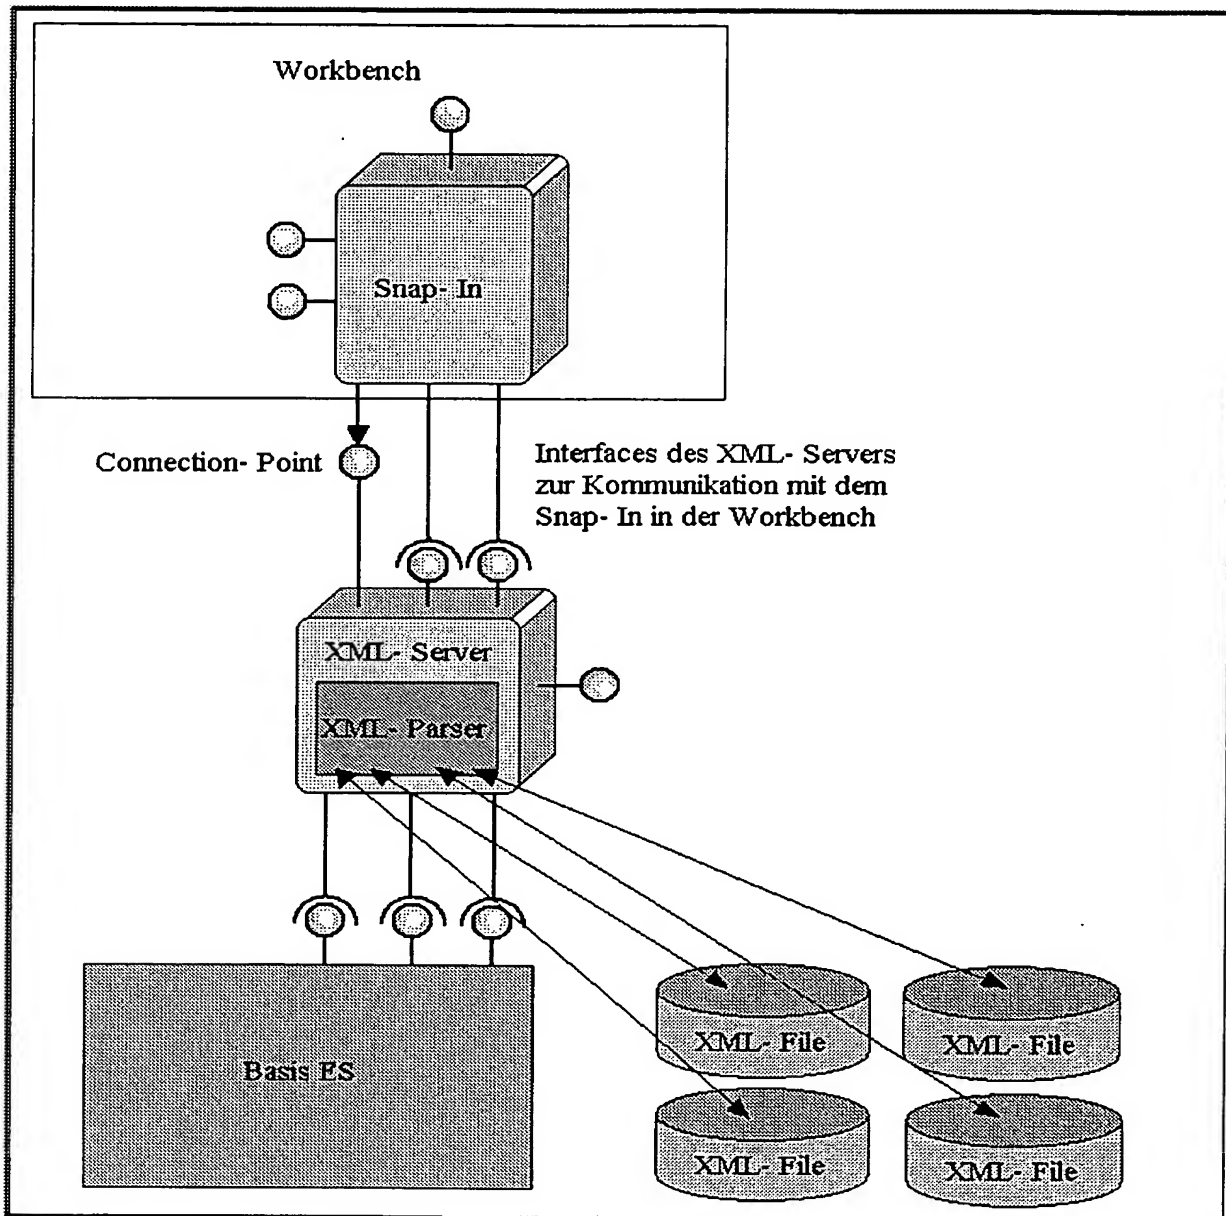 Workbench
Snap- In
Connection- Point
Interfaces des XML- Servers
zur Kommunikation mit dem
Snap- In in der Workbench
XML- Server
XML- Parser
Basis ES
XML- File
XML- File
XML- File
XML- File